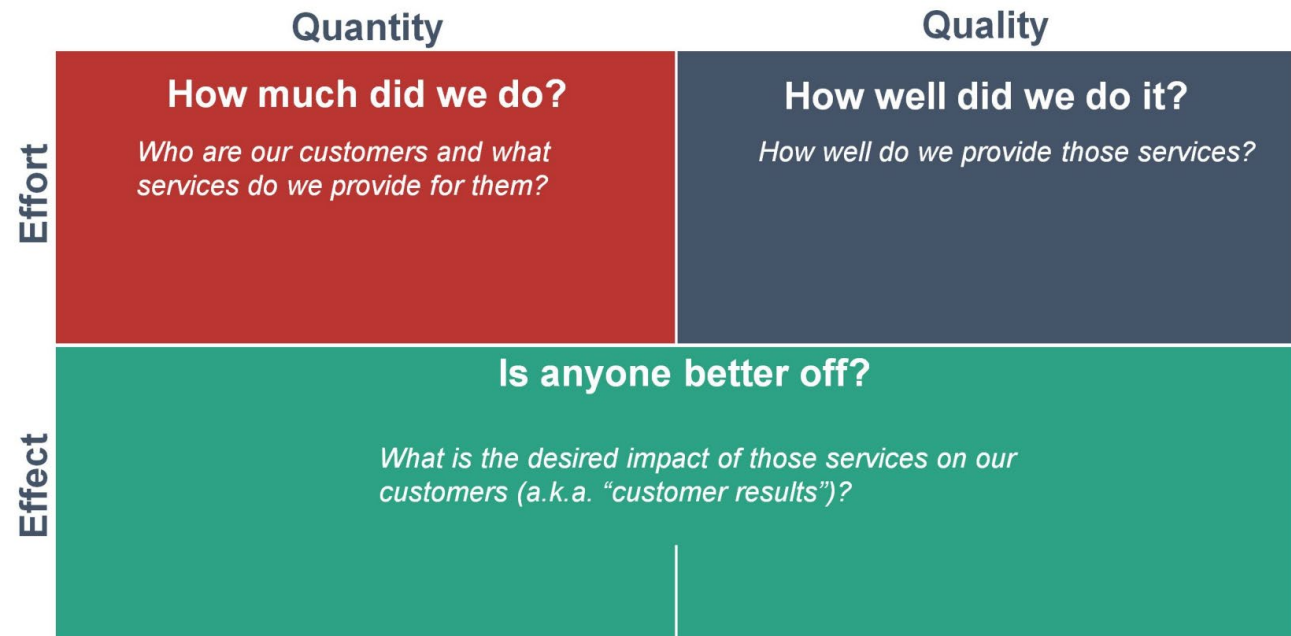 Quantity
Quality
Effort
How much did we do?
Who are our customers and what
services do we provide for them?
How well did we do it?
How well do we provide those services?
Effect
Is anyone better off?
What is the desired impact of those services on our
customers (a.k.a. “customer results”)?